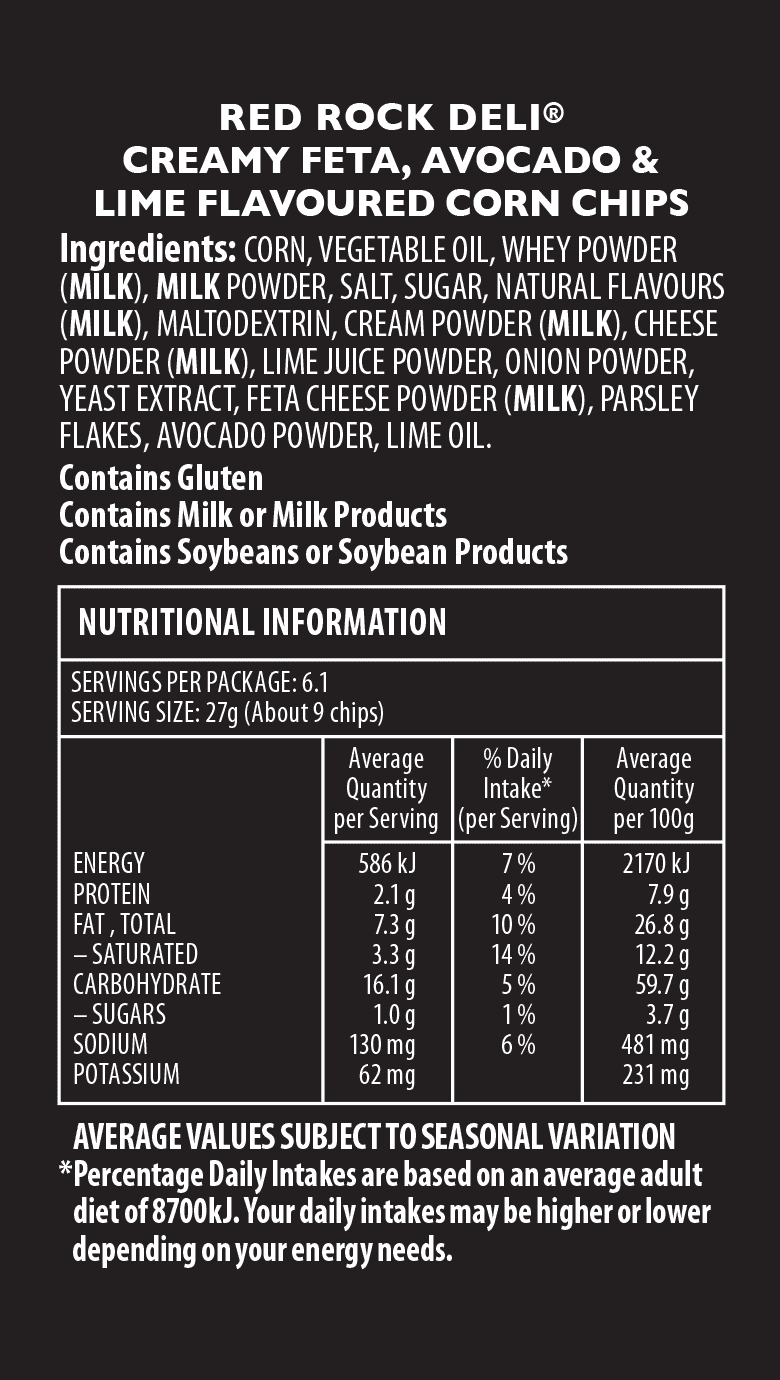 RED ROCK DELI®
CREAMY FETA, AVOCADO &
LIME FLAVOURED CORN CHIPS
Ingredients: CORN, VEGETABLE OIL, WHEY POWDER
(MILK), MILK POWDER, SALT, SUGAR, NATURAL FLAVOURS
(MILK), MALTODEXTRIN, CREAM POWDER (MILK), CHEESE
POWDER (MILK), LIME JUICE POWDER, ONION POWDER,
YEAST EXTRACT, FETA CHEESE POWDER (MILK), PARSLEY
FLAKES, AVOCADO POWDER, LIME OIL.
Contains Gluten
Contains Milk or Milk Products
Contains Soybeans or Soybean Products
NUTRITIONAL INFORMATION
SERVINGS PER PACKAGE: 6.1
SERVING SIZE: 27g (About 9 chips)
Average % Daily Average
Quantity Intake* Quantity
per Serving (per Serving) per 100g
ENERGY 586 kJ 7 % 2170 kJ
PROTEIN 2.1 g 4 % 7.9 g
FAT , TOTAL 7.3 g 10 % 26.8 g
– SATURATED 3.3 g 14 % 12.2 g
CARBOHYDRATE 16.1 g 5 % 59.7 g
– SUGARS 1.0 g 1 % 3.7 g
SODIUM 130 mg 6 % 481 mg
POTASSIUM 62 mg 231 mg
AVERAGE VALUES SUBJECT TO SEASONAL VARIATION
*Percentage Daily Intakes are based on an average adult
diet of 8700kJ. Your daily intakes may be higher or lower
depending on your energy needs.